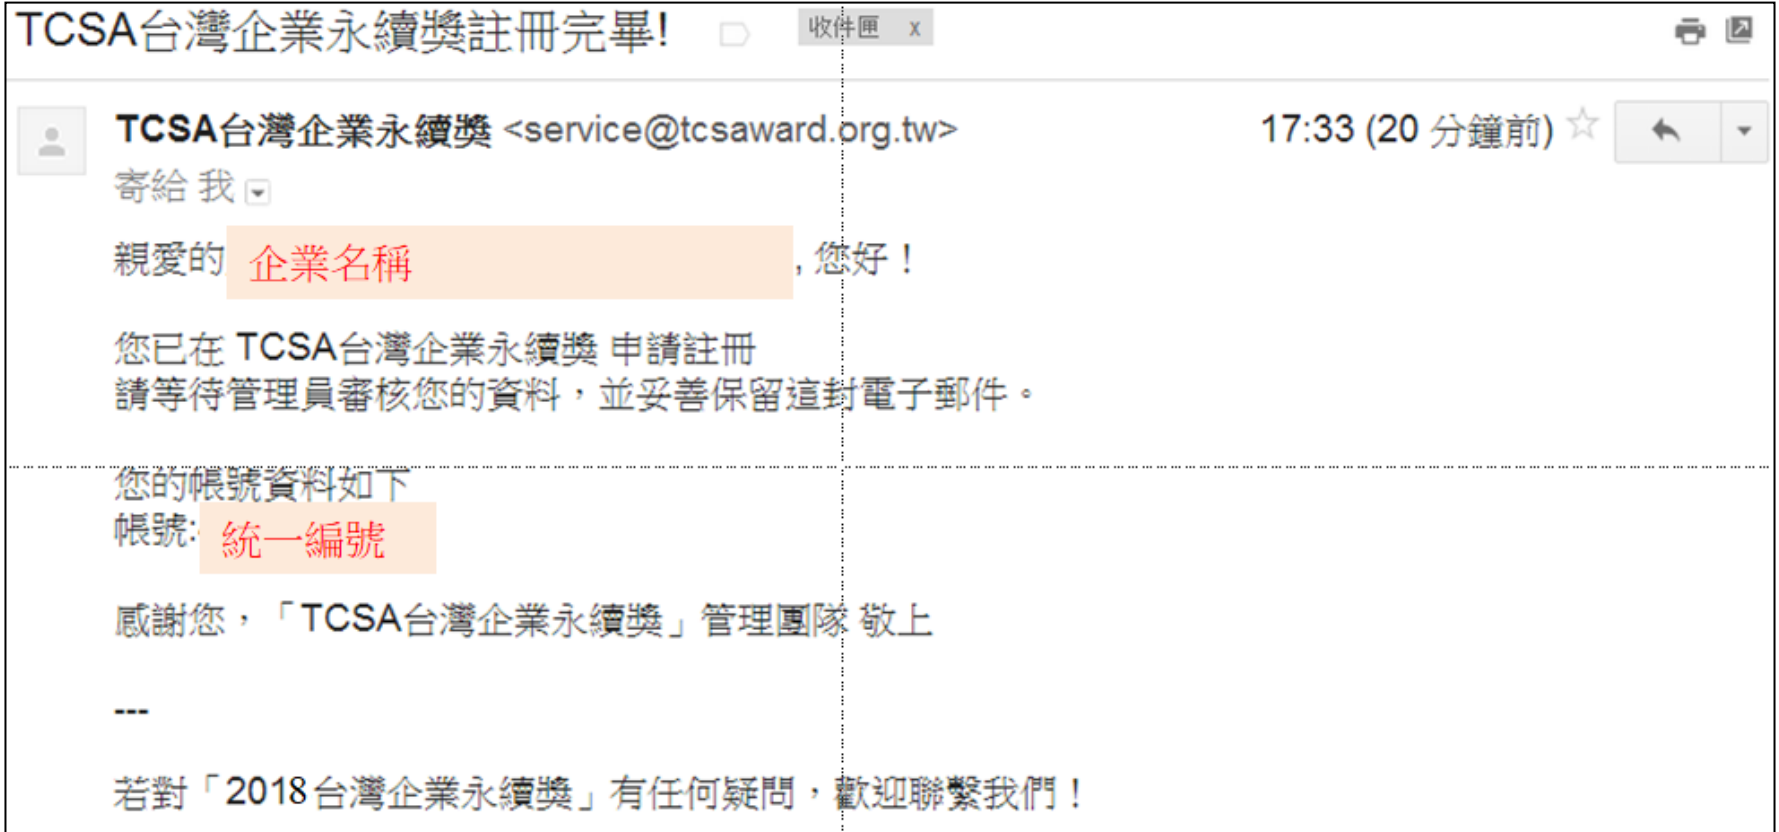 TCSA台灣企業永續獎註冊完畢!
收件匣 x
TCSA台灣企業永續獎 <service@tcsaward.org.tw>
17:33 (20 分鐘前)
寄給 我
親愛的 企業名稱 , 您好！
您已在 TCSA台灣企業永續獎 申請註冊
請等待管理員審核您的資料，並妥善保留這封電子郵件。
您的帳號資料如下
帳號: 統一編號
感謝您，「TCSA台灣企業永續獎」管理團隊 敬上
---
若對「2018台灣企業永續獎」有任何疑問，歡迎聯繫我們！